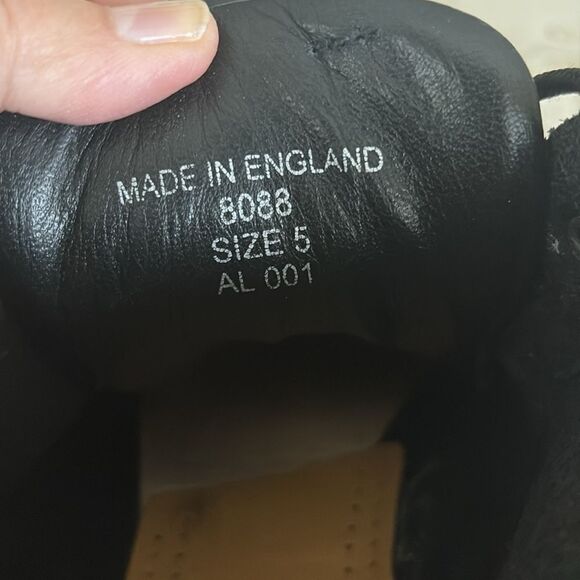 MADE IN ENGLAND
8088
SIZE 5
AL 001